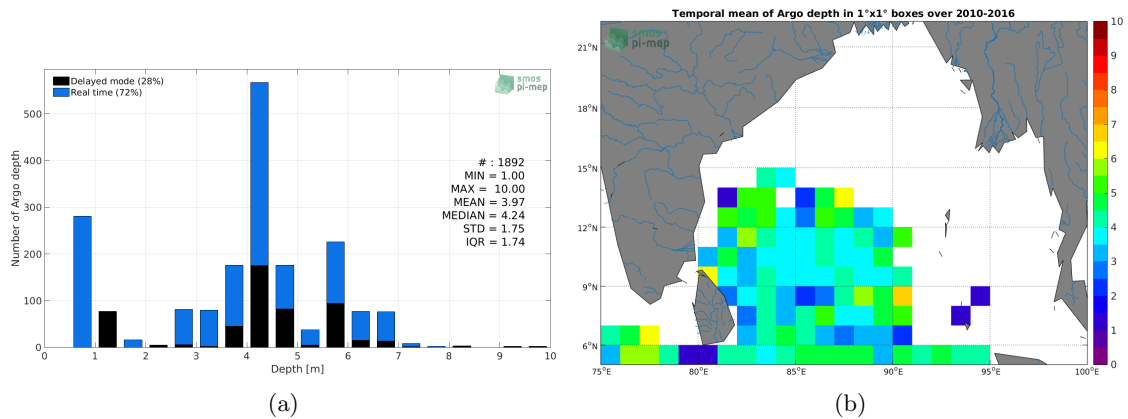 smos
pi-mep
Delayed mode (28%)
Real time (72%)
Number of Argo depth
500
400
300
200
100
0
# : 1892
MIN = 1.00
MAX = 10.00
MEAN = 3.97
MEDIAN = 4.24
STD = 1.75
IQR = 1.74
0 1 2 3 4 5 6 7 8 9 10
Depth [m]
(a)
Temporal mean of Argo depth in 1°x1° boxes over 2010-2016
smos
pi-mep
21°N
18°N
15°N
12°N
9°N
6°N
75°E 80°E 85°E 90°E 95°E 100°E
10
9
8
7
6
5
4
3
2
1
0
(b)